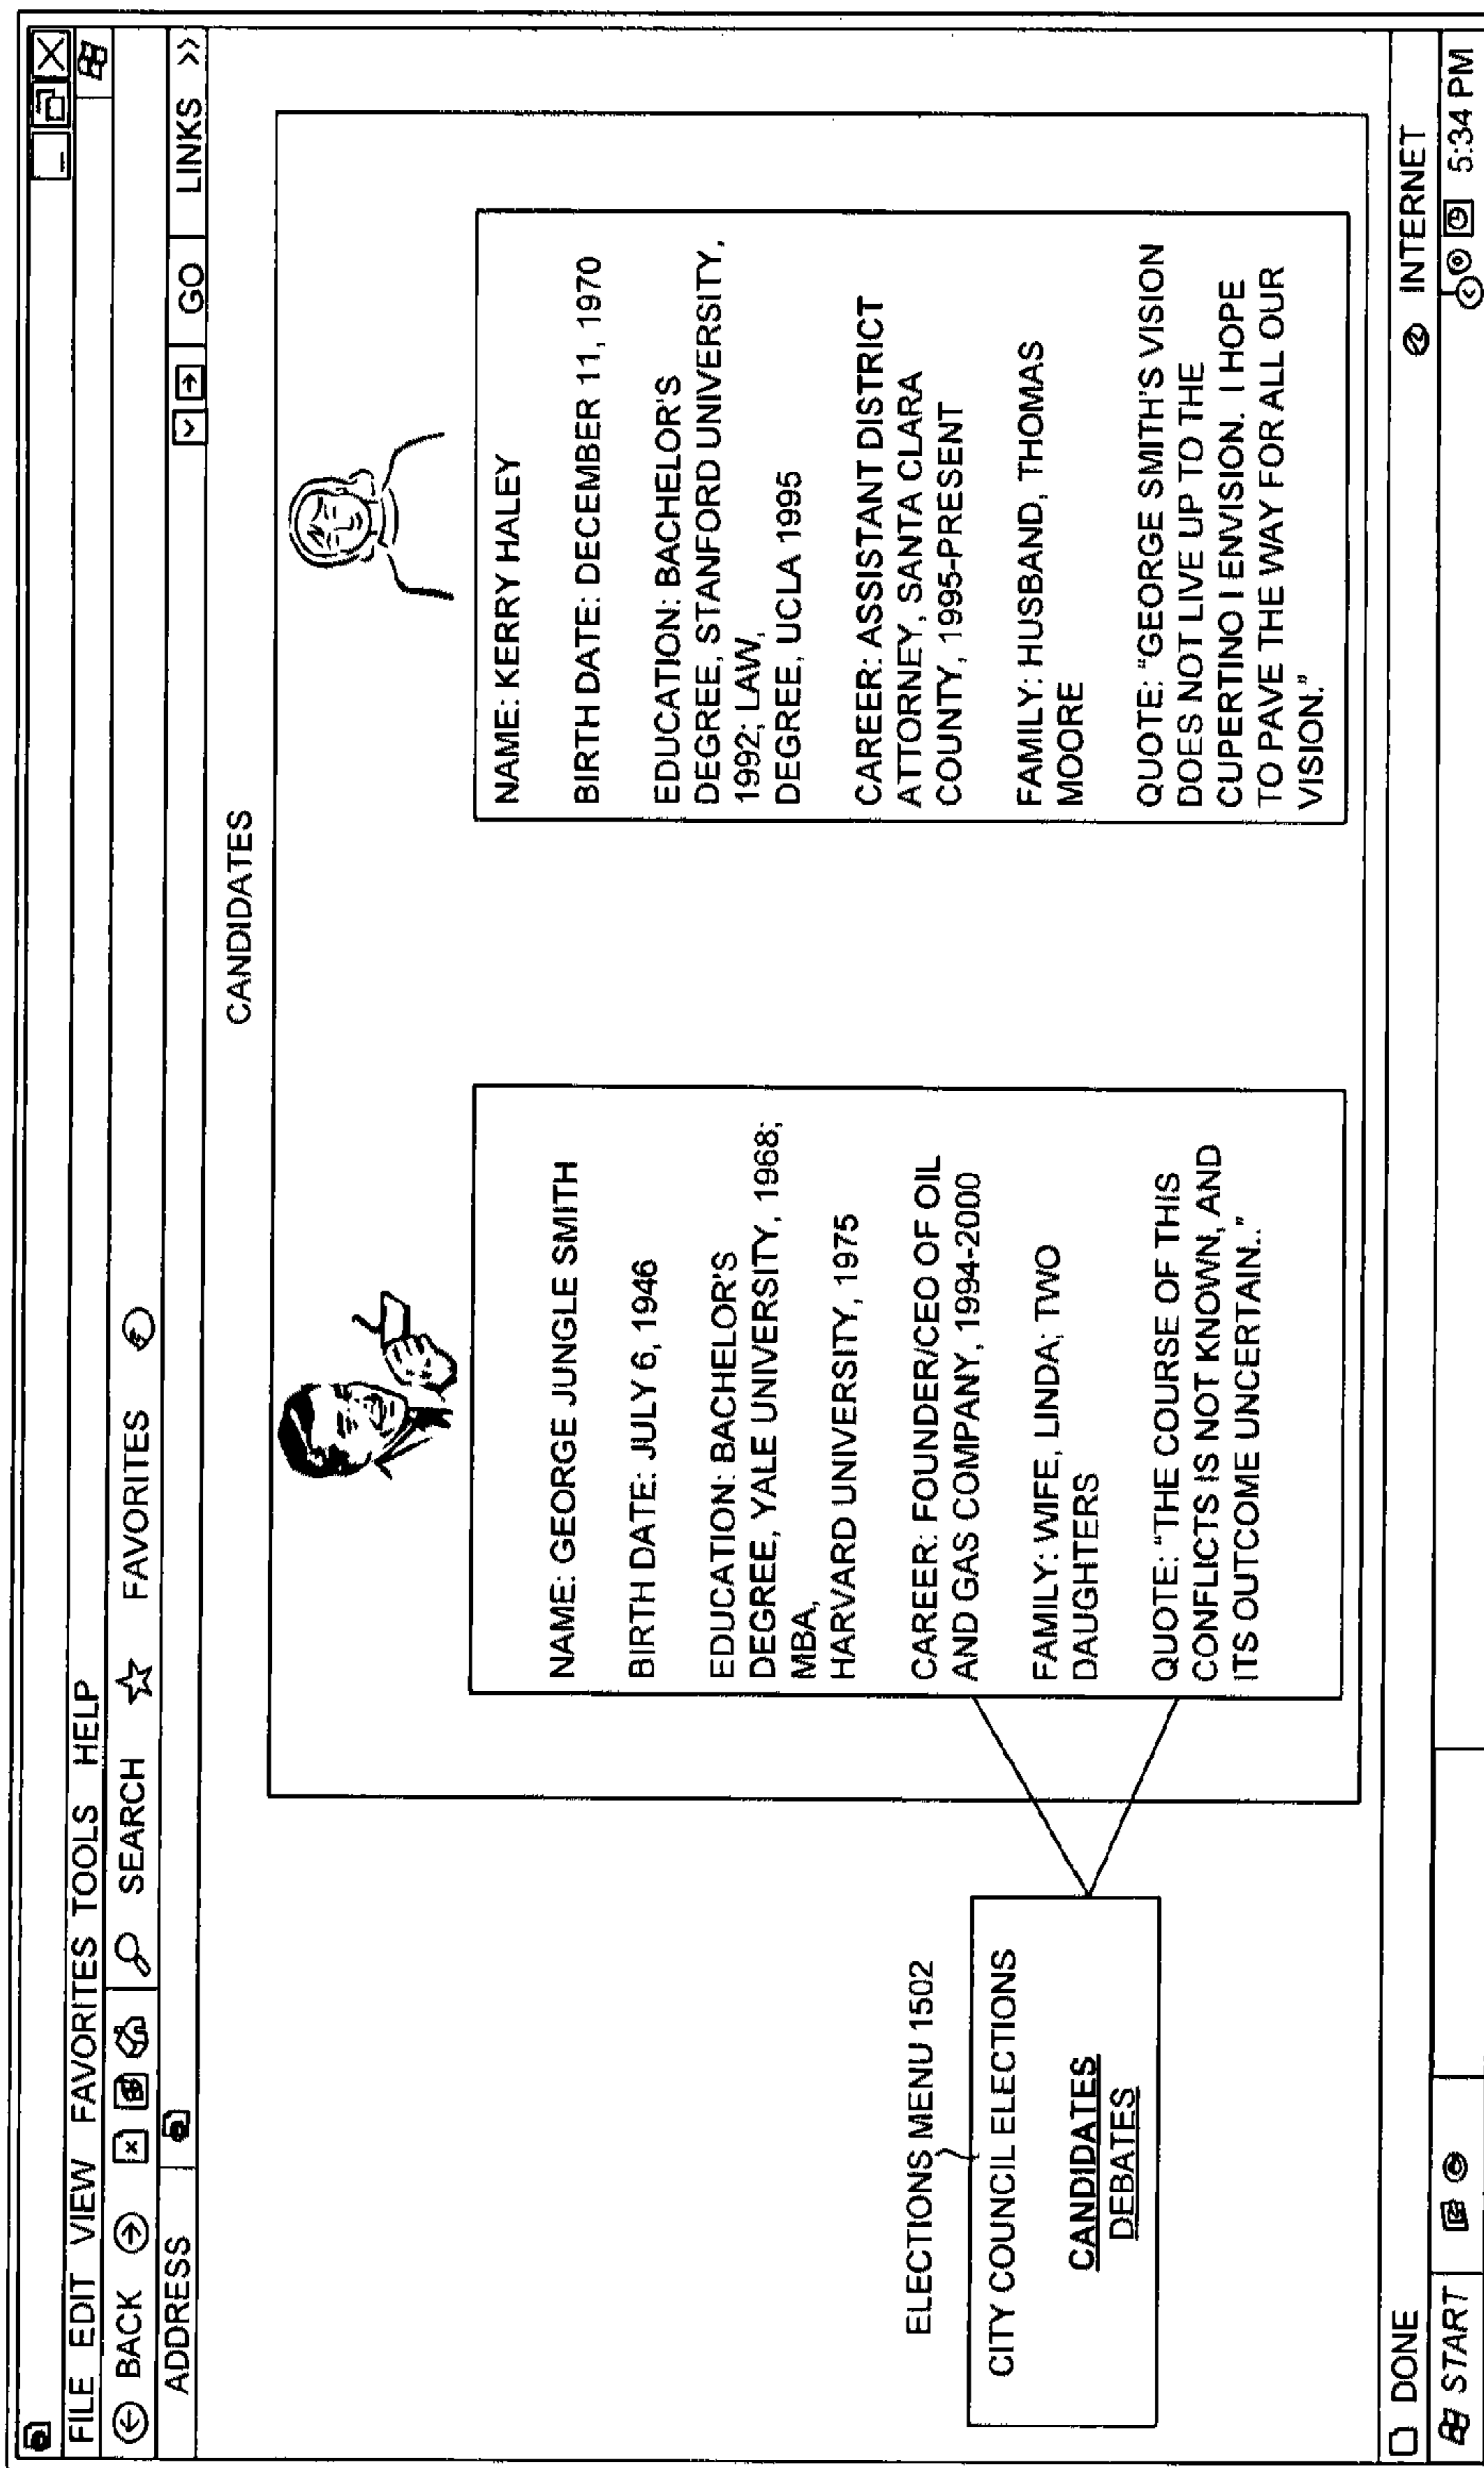 FILE EDIT VIEW FAVORITES TOOLS HELP
BACK SEARCH FAVORITES
ADDRESS GO LINKS >>
CANDIDATES
ELECTIONS MENU 1502
CITY COUNCIL ELECTIONS
CANDIDATES
DEBATES
NAME: GEORGE JUNGLE SMITH
BIRTH DATE: JULY 6, 1946
EDUCATION: BACHELOR'S
DEGREE, YALE UNIVERSITY, 1968;
MBA,
HARVARD UNIVERSITY, 1975
CAREER: FOUNDER/CEO OF OIL
AND GAS COMPANY, 1994-2000
FAMILY: WIFE, LINDA; TWO
DAUGHTERS
QUOTE: "THE COURSE OF THIS
CONFLICTS IS NOT KNOWN, AND
ITS OUTCOME UNCERTAIN.."
NAME: KERRY HALEY
BIRTH DATE: DECEMBER 11, 1970
EDUCATION: BACHELOR'S
DEGREE, STANFORD UNIVERSITY,
1992; LAW,
DEGREE, UCLA 1995
CAREER: ASSISTANT DISTRICT
ATTORNEY, SANTA CLARA
COUNTY, 1995-PRESENT
FAMILY: HUSBAND, THOMAS
MOORE
QUOTE: "GEORGE SMITH'S VISION
DOES NOT LIVE UP TO THE
CUPERTINO I ENVISION. I HOPE
TO PAVE THE WAY FOR ALL OUR
VISION."
DONE INTERNET
START 5:34 PM